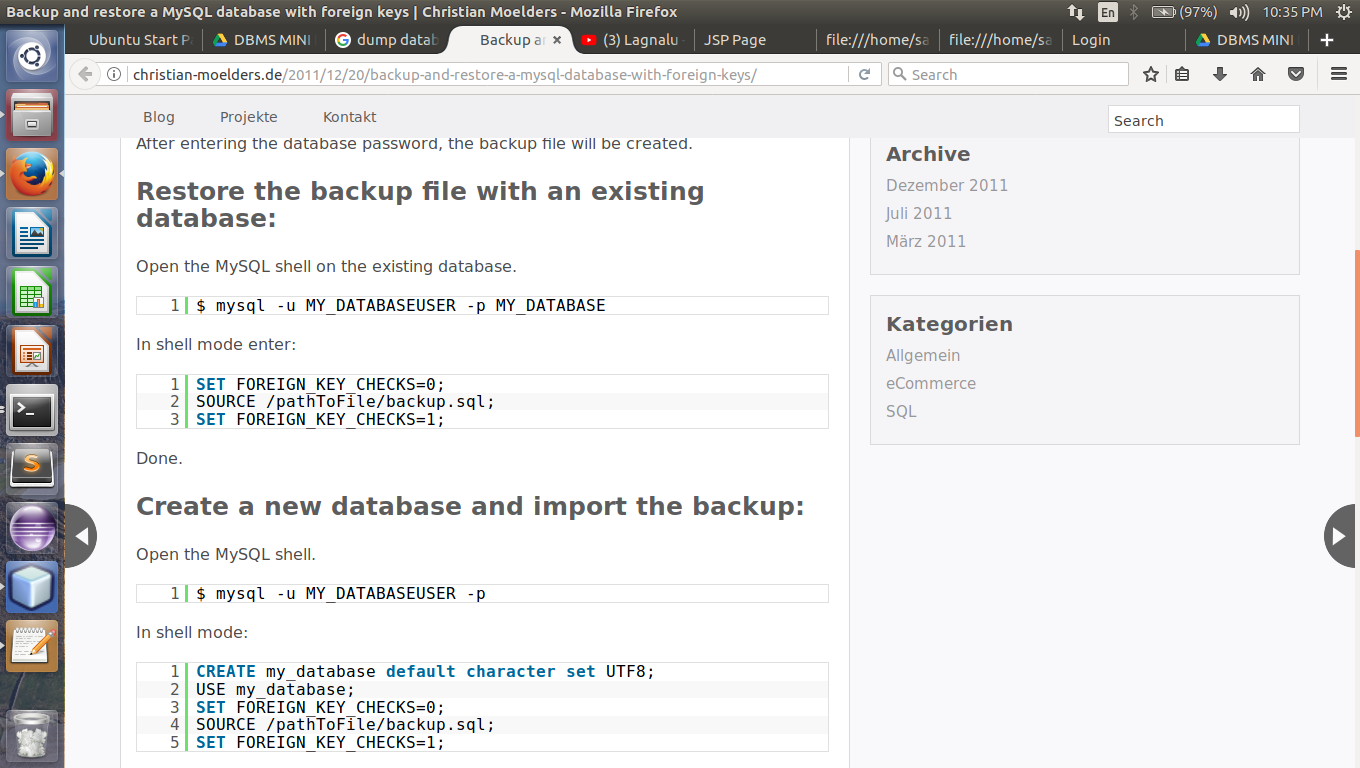 Backup and restore a MySQL database with foreign keys | Christian Moelders - Mozilla Firefox
En
(97%)
10:35 PM
Ubuntu Start P
DBMS MINI
dump datab
Backup a
(3) Lagnalu
JSP Page
file:///home/sa
file:///home/sa
Login
DBMS MINI
christian-moelders.de/2011/12/20/backup-and-restore-a-mysql-database-with-foreign-keys/
Search
Blog
Projekte
Kontakt
Search
After entering the database password, the backup file will be created.
Restore the backup file with an existing
database:
Open the MySQL shell on the existing database.
1 $ mysql -u MY_DATABASEUSER -p MY_DATABASE
In shell mode enter:
1 SET FOREIGN_KEY_CHECKS=0;
2 SOURCE /pathToFile/backup.sql;
3 SET FOREIGN_KEY_CHECKS=1;
Done.
Create a new database and import the backup:
Open the MySQL shell.
1 $ mysql -u MY_DATABASEUSER -p
In shell mode:
1 CREATE my_database default character set UTF8;
2 USE my_database;
3 SET FOREIGN_KEY_CHECKS=0;
4 SOURCE /pathToFile/backup.sql;
5 SET FOREIGN_KEY_CHECKS=1;
Archive
Dezember 2011
Juli 2011
März 2011
Kategorien
Allgemein
eCommerce
SQL